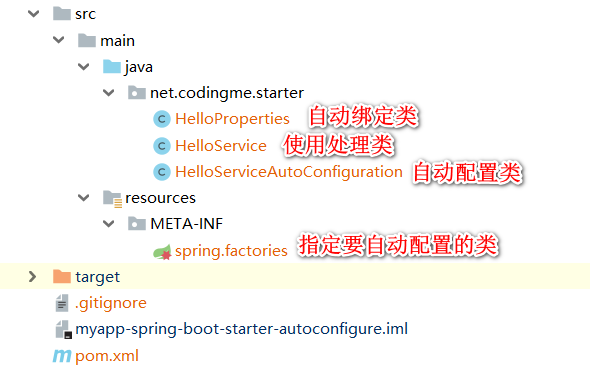 src
main
java
net.codingme.starter
HelloProperties 自动绑定类
HelloService 使用处理类
HelloServiceAutoConfiguration 自动配置类
resources
META-INF
spring.factories 指定要自动配置的类
target
.gitignore
myapp-spring-boot-starter-autoconfigure.iml
pom.xml